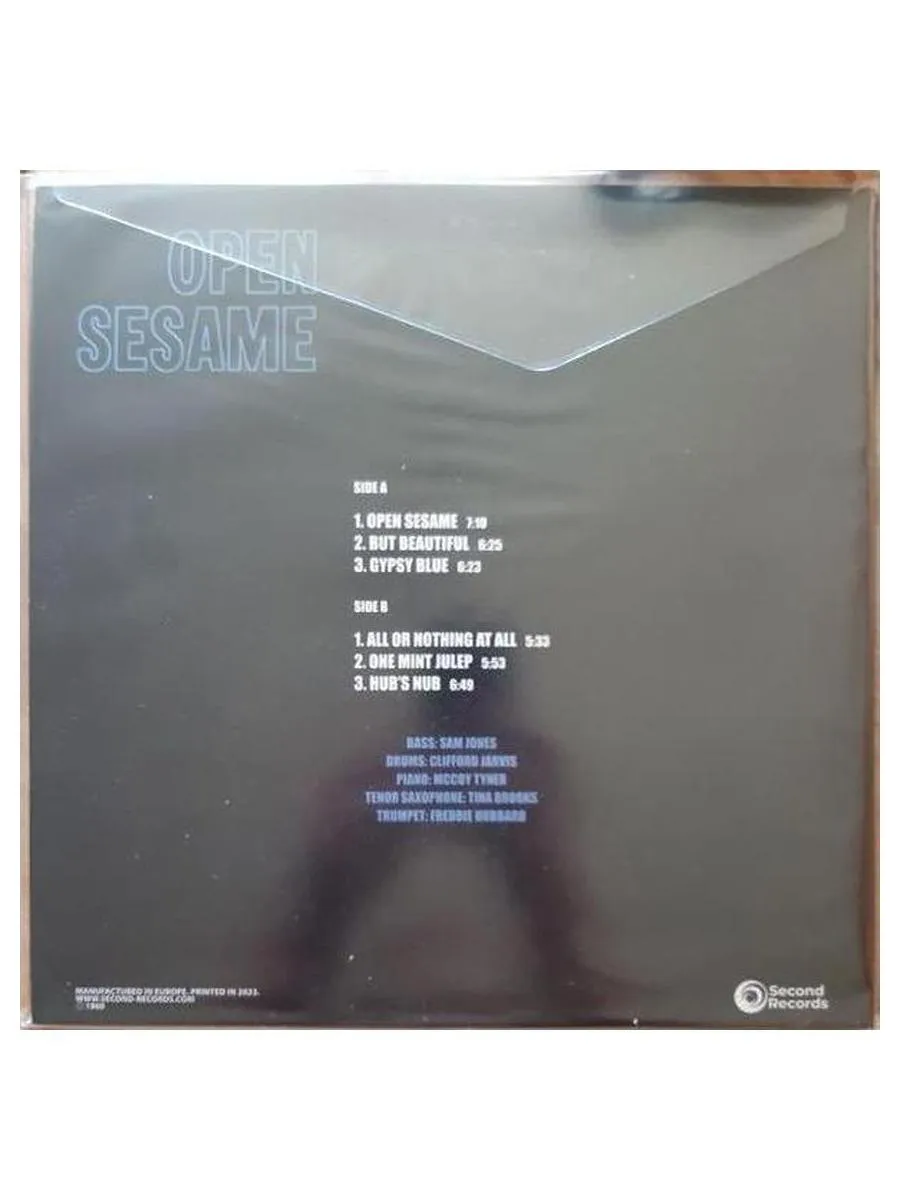 OPEN
SESAME
SIDE A
1. OPEN SESAME 7:10
2. BUT BEAUTIFUL 6:25
3. GYPSY BLUE 6:23
SIDE B
1. ALL OR NOTHING AT ALL 5:33
2. ONE MINT JULEP 5:53
3. HUB'S NUB 6:49
BASS: SAM JONES
DRUMS: CLIFFORD JARVIS
PIANO: MCCOY TYNER
TENOR SAXOPHONE: TINA BROOKS
TRUMPET: FREDDIE HUBBARD
MANUFACTURED IN EUROPE. PRINTED IN 2023.
WWW.SECOND-RECORDS.COM
℗ 1960
Second
Records